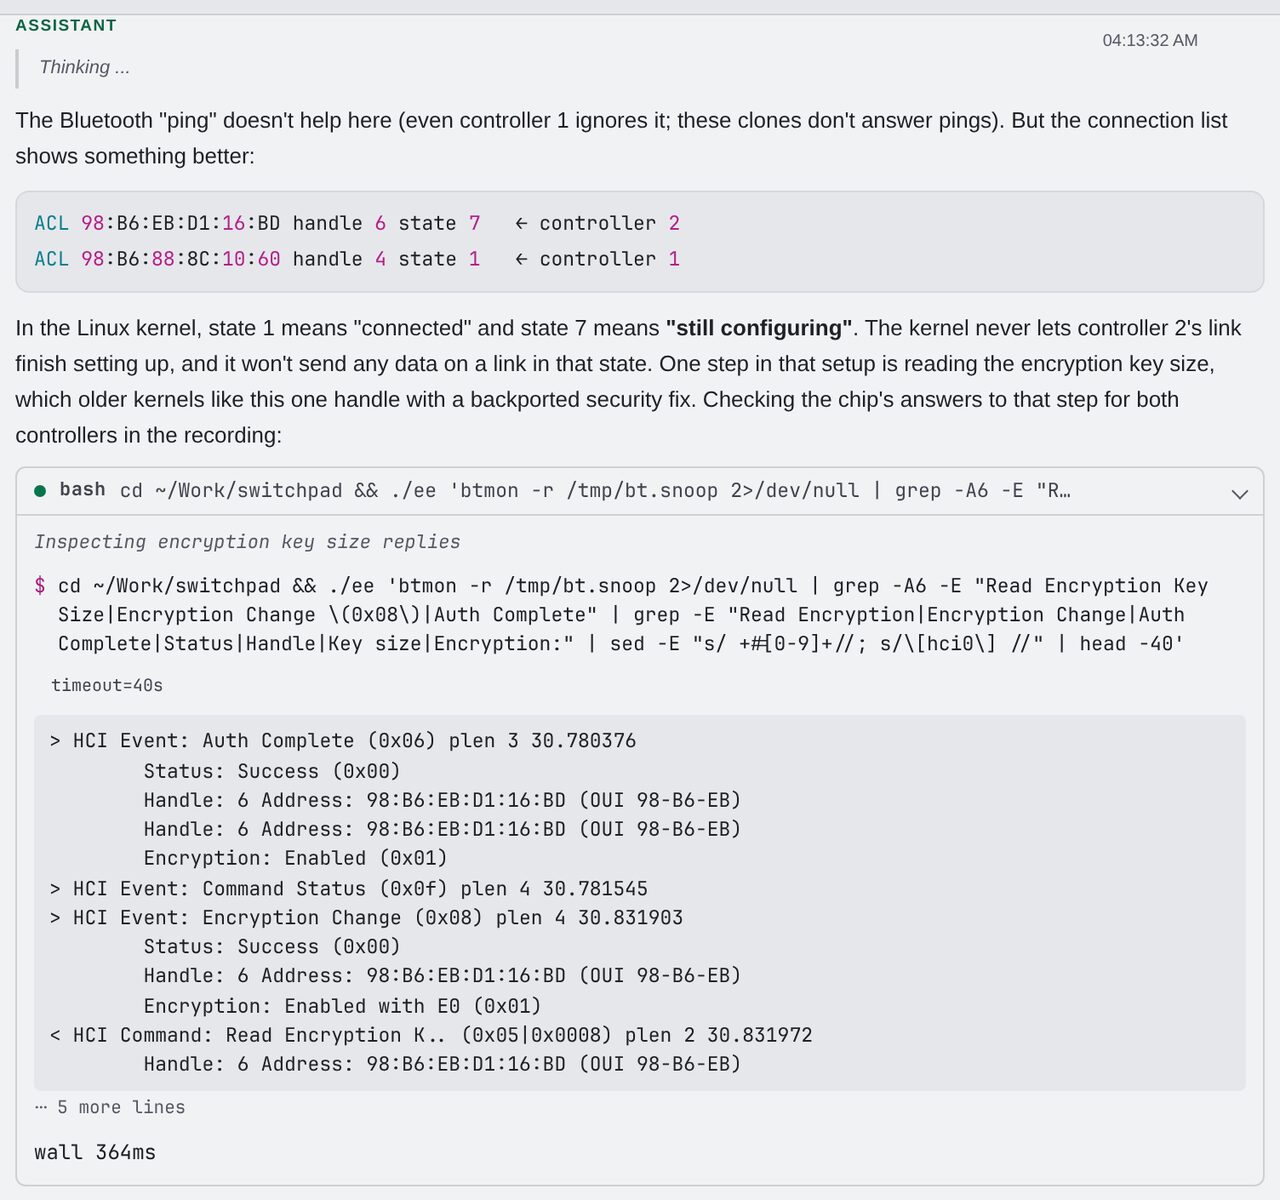 ASSISTANT
04:13:32 AM
Thinking ...
The Bluetooth "ping" doesn't help here (even controller 1 ignores it; these clones don't answer pings). But the connection list
shows something better:
ACL 98:B6:EB:D1:16:BD handle 6 state 7   ← controller 2
ACL 98:B6:88:8C:10:60 handle 4 state 1   ← controller 1
In the Linux kernel, state 1 means "connected" and state 7 means "still configuring". The kernel never lets controller 2's link
finish setting up, and it won't send any data on a link in that state. One step in that setup is reading the encryption key size,
which older kernels like this one handle with a backported security fix. Checking the chip's answers to that step for both
controllers in the recording:
bash cd ~/Work/switchpad && ./ee 'btmon -r /tmp/bt.snoop 2>/dev/null | grep -A6 -E "R…
Inspecting encryption key size replies
$ cd ~/Work/switchpad && ./ee 'btmon -r /tmp/bt.snoop 2>/dev/null | grep -A6 -E "Read Encryption Key
Size|Encryption Change \(0x08\)|Auth Complete" | grep -E "Read Encryption|Encryption Change|Auth
Complete|Status|Handle|Key size|Encryption:" | sed -E "s/ +#[0-9]+//; s/\[hci0\] //" | head -40'
timeout=40s
> HCI Event: Auth Complete (0x06) plen 3 30.780376
        Status: Success (0x00)
        Handle: 6 Address: 98:B6:EB:D1:16:BD (OUI 98-B6-EB)
        Handle: 6 Address: 98:B6:EB:D1:16:BD (OUI 98-B6-EB)
        Encryption: Enabled (0x01)
> HCI Event: Command Status (0x0f) plen 4 30.781545
> HCI Event: Encryption Change (0x08) plen 4 30.831903
        Status: Success (0x00)
        Handle: 6 Address: 98:B6:EB:D1:16:BD (OUI 98-B6-EB)
        Encryption: Enabled with E0 (0x01)
< HCI Command: Read Encryption K.. (0x05|0x0008) plen 2 30.831972
        Handle: 6 Address: 98:B6:EB:D1:16:BD (OUI 98-B6-EB)
… 5 more lines
wall 364ms